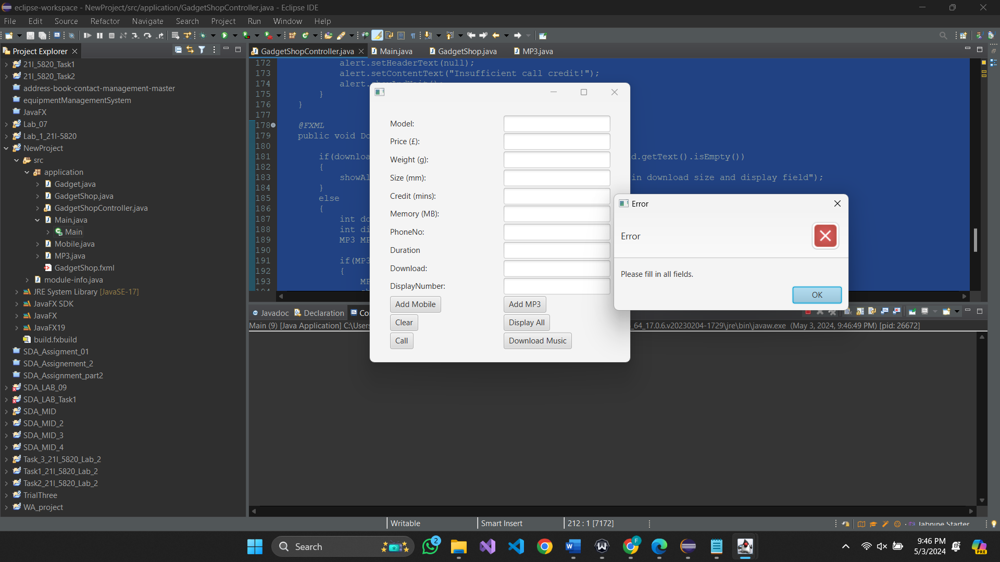 eclipse-workspace - NewProject/src/application/GadgetShopController.java - Eclipse IDE
File Edit Source Refactor Navigate Search Project Run Window Help
Project Explorer
21I_5820_Task1
21I_5820_Task2
address-book-contact-management-master
equipmentManagementSystem
JavaFX
Lab_07
Lab_1_21I-5820
NewProject
src
application
Gadget.java
GadgetShop.java
GadgetShopController.java
Main.java
Main
Mobile.java
MP3.java
GadgetShop.fxml
module-info.java
JRE System Library [JavaSE-17]
JavaFX SDK
JavaFX
JavaFX19
build.fxbuild
SDA_Assigment_01
SDA_Assignement_2
SDA_Assignment_part2
SDA_LAB_09
SDA_LAB_Task1
SDA_MID
SDA_MID_2
SDA_MID_3
SDA_MID_4
Task_3_21I_5820_Lab_2
Task1_21I_5820_Lab_2
Task2_21I_5820_Lab_2
TrialThree
WA_project
GadgetShopController.java Main.java GadgetShop.java MP3.java
172 alert.setHeaderText(null);
173 alert.setContentText("Insufficient call credit!");
174 alert.
175 }
176 }
177
178 @FXML
179 public void Do
180
181 if(downloa d.getText().isEmpty())
182 {
183 showAl in download size and display field");
184 }
185 else
186 {
187 int do
188 int di
189 MP3 MP
190
191 if(MP3
192 {
193 MP
Model:
Price (£):
Weight (g):
Size (mm):
Credit (mins):
Memory (MB):
PhoneNo:
Duration
Download:
DisplayNumber:
Add Mobile Add MP3
Clear Display All
Call Download Music
Error
Error
Please fill in all fields.
OK
Javadoc Declaration Co
Main (9) [Java Application] C:\Users _64_17.0.6.v20230204-1729\jre\bin\javaw.exe (May 3, 2024, 9:46:49 PM) [pid: 26672]
Writable Smart Insert 212 : 1 [7172] Tabnine Starter
Search
2
F
PRE
9:46 PM
5/3/2024